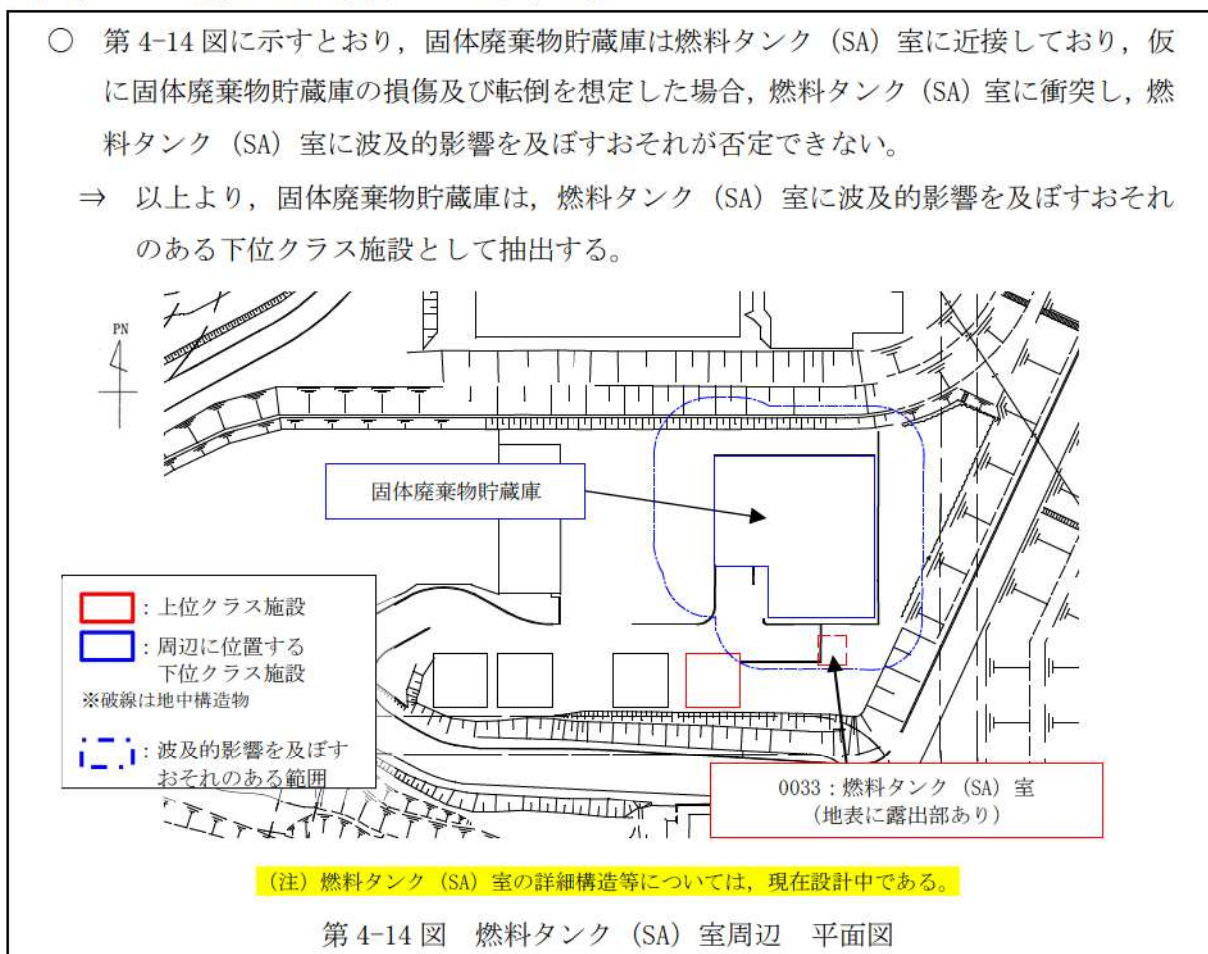 ○ 第4-14図に示すとおり，固体廃棄物貯蔵庫は燃料タンク（SA）室に近接しており，仮
に固体廃棄物貯蔵庫の損傷及び転倒を想定した場合，燃料タンク（SA）室に衝突し，燃
料タンク（SA）室に波及的影響を及ぼすおそれが否定できない。
⇒ 以上より，固体廃棄物貯蔵庫は，燃料タンク（SA）室に波及的影響を及ぼすおそれ
のある下位クラス施設として抽出する。
PN
固体廃棄物貯蔵庫
：上位クラス施設
：周辺に位置する
下位クラス施設
※破線は地中構造物
：波及的影響を及ぼす
おそれのある範囲
0033：燃料タンク（SA）室
（地表に露出部あり）
（注）燃料タンク（SA）室の詳細構造等については，現在設計中である。
第4-14図 燃料タンク（SA）室周辺 平面図